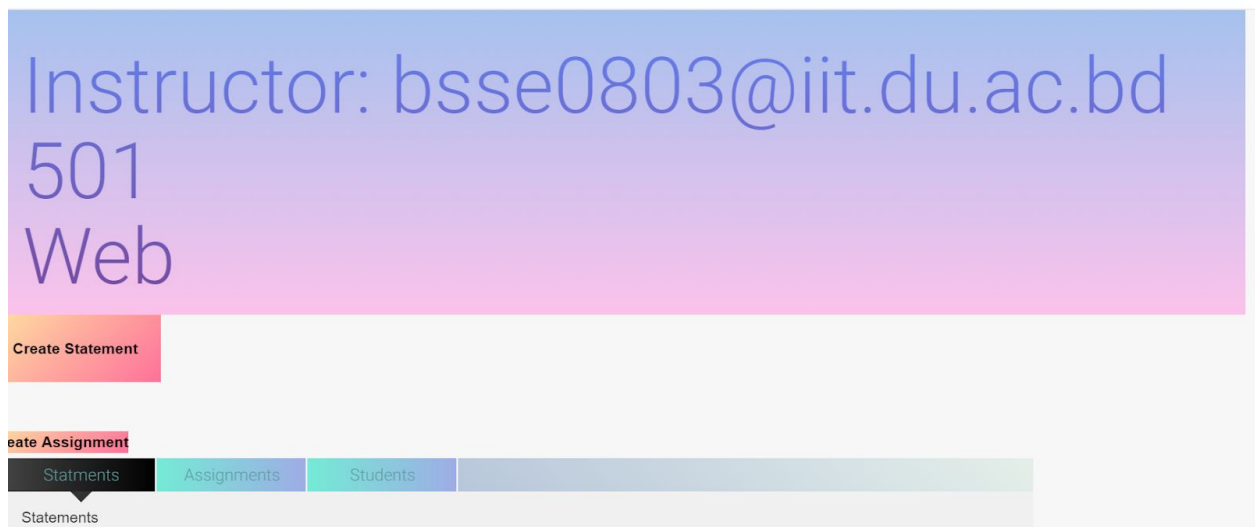 Instructor: bsse0803@iit.du.ac.bd
501
Web
Create Statement
eate Assignment
Statments Assignments Students
Statements